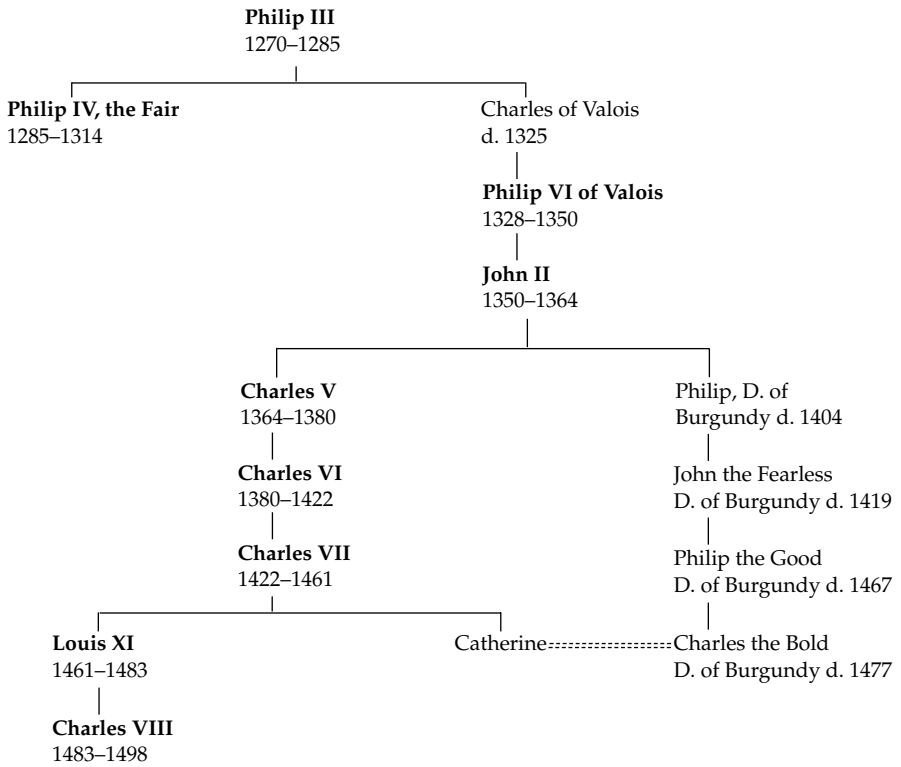 Philip III
1270–1285
Philip IV, the Fair
1285–1314
Charles of Valois
d. 1325
Philip VI of Valois
1328–1350
John II
1350–1364
Charles V
1364–1380
Philip, D. of
Burgundy d. 1404
Charles VI
1380–1422
John the Fearless
D. of Burgundy d. 1419
Charles VII
1422–1461
Philip the Good
D. of Burgundy d. 1467
Louis XI
1461–1483
Catherine
Charles the Bold
D. of Burgundy d. 1477
Charles VIII
1483–1498